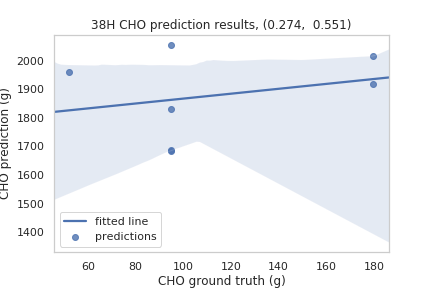 38H CHO prediction results, (0.274,  0.551)
CHO prediction (g)
2000
1900
1800
1700
1600
1500
1400
fitted line
predictions
60 80 100 120 140 160 180
CHO ground truth (g)